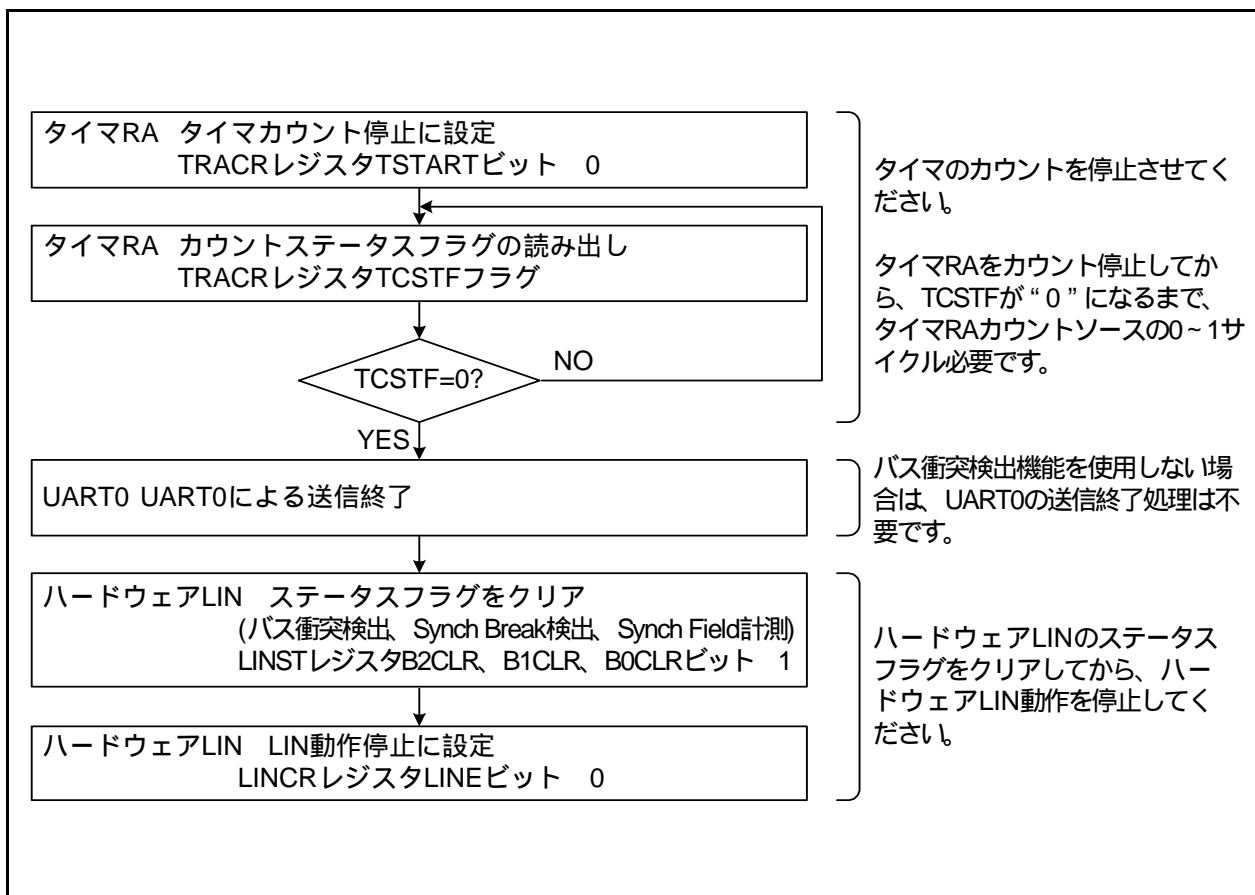 タイマRA タイマカウント停止に設定
TRACRレジスタTSTARTビット 0
タイマRA カウントステータスフラグの読み出し
TRACRレジスタTCSTFフラグ
TCSTF=0?
NO
YES
UART0 UART0による送信終了
ハードウェアLIN ステータスフラグをクリア
(バス衝突検出、Synch Break検出、Synch Field計測)
LINSTレジスタB2CLR、B1CLR、B0CLRビット 1
ハードウェアLIN LIN動作停止に設定
LINCRレジスタLINEビット 0
タイマのカウントを停止させてく
ださい。
タイマRAをカウント停止してか
ら、TCSTFが“0”になるまで、
タイマRAカウントソースの0~1サ
イクル必要です。
バス衝突検出機能を使用しない場
合は、UART0の送信終了処理は不
要です。
ハードウェアLINのステータス
フラグをクリアしてから、ハー
ドウェアLIN動作を停止してく
ださい。